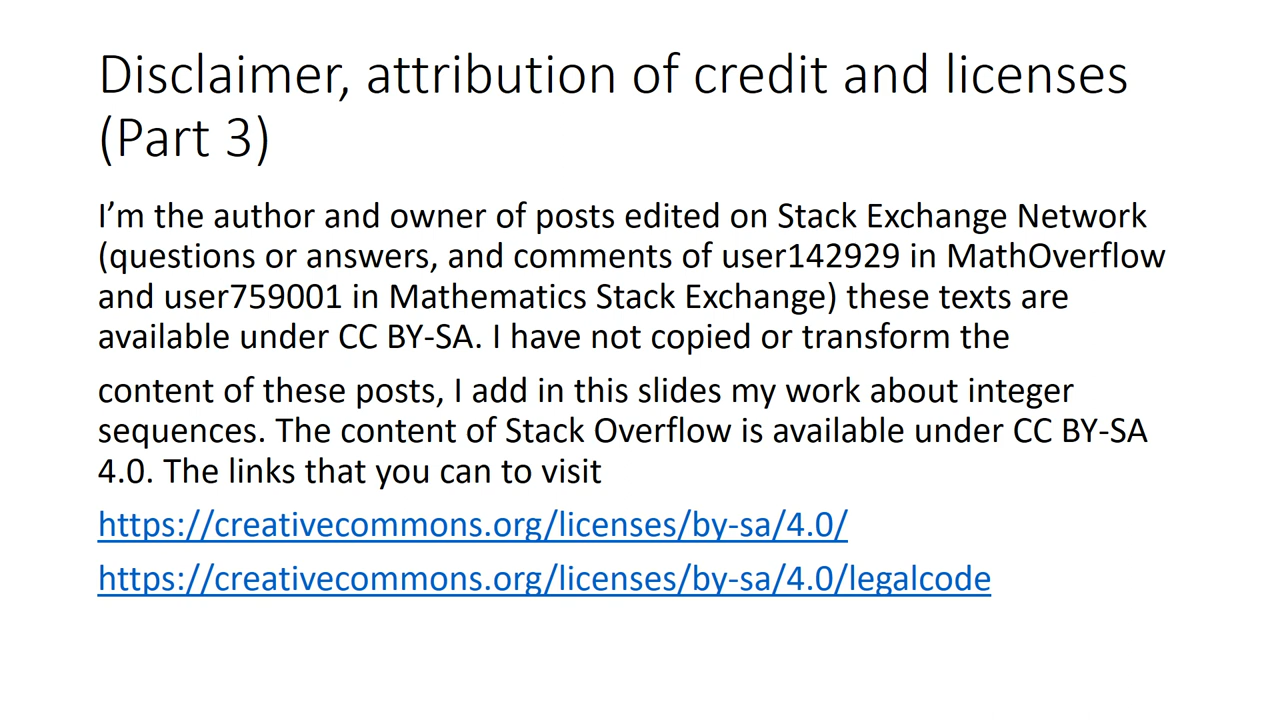 Disclaimer, attribution of credit and licenses
(Part 3)
I’m the author and owner of posts edited on Stack Exchange Network
(questions or answers, and comments of user142929 in MathOverflow
and user759001 in Mathematics Stack Exchange) these texts are
available under CC BY-SA. I have not copied or transform the
content of these posts, I add in this slides my work about integer
sequences. The content of Stack Overflow is available under CC BY-SA
4.0. The links that you can to visit
https://creativecommons.org/licenses/by-sa/4.0/
https://creativecommons.org/licenses/by-sa/4.0/legalcode